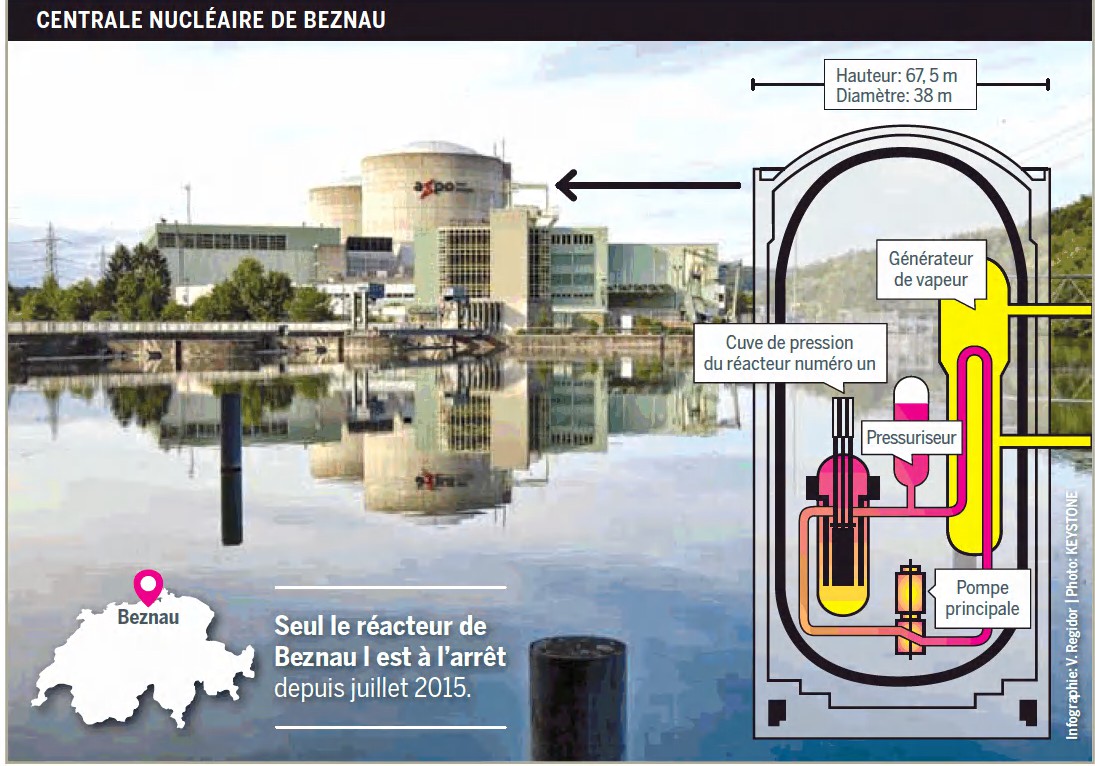 CENTRALE NUCLÉAIRE DE BEZNAU
Hauteur: 67, 5 m
Diamètre: 38 m
axpo
Générateur
de vapeur
Cuve de pression
du réacteur numéro un
Pressuriseur
Pompe
principale
Beznau
Seul le réacteur de
Beznau I est à l’arrêt
depuis juillet 2015.
Infographie: V. Regidor | Photo: KEYSTONE